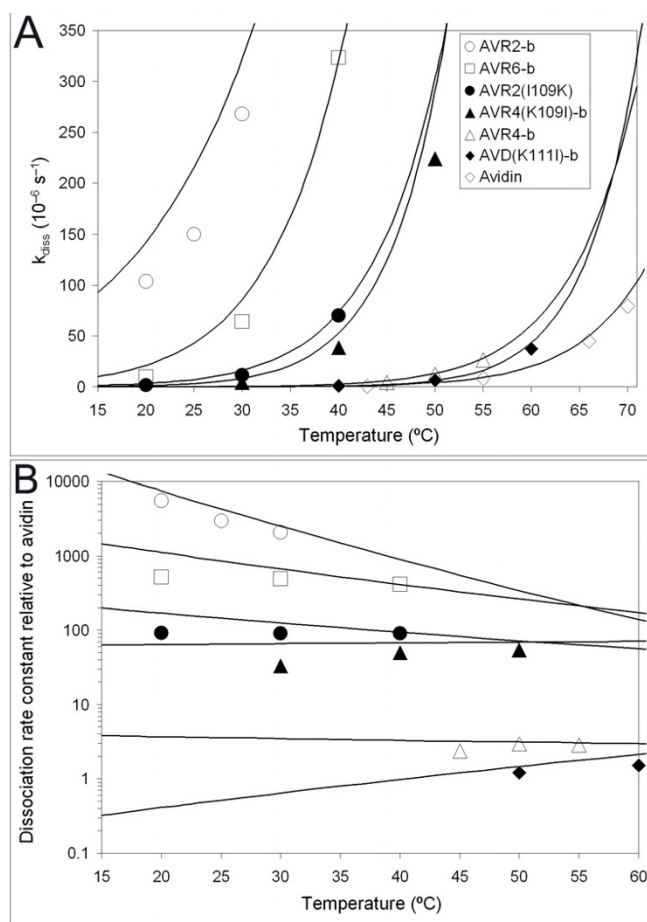 A
350
300
250
200
150
100
50
0
k_diss (10⁻⁶ s⁻¹)
AVR2-b
AVR6-b
AVR2(I109K)
AVR4(K109I)-b
AVR4-b
AVD(K111I)-b
Avidin
15 20 25 30 35 40 45 50 55 60 65 70
Temperature (ºC)
B
10000
1000
100
10
1
0.1
Dissociation rate constant relative to avidin
15 20 25 30 35 40 45 50 55 60
Temperature (ºC)